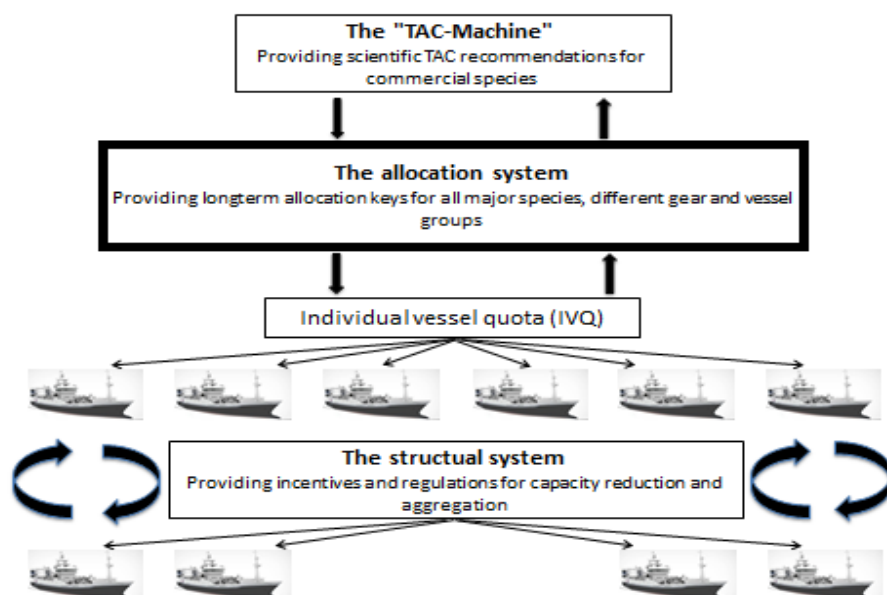 The "TAC-Machine"
Providing scientific TAC recommendations for
commercial species
The allocation system
Providing longterm allocation keys for all major species, different gear and vessel
groups
Individual vessel quota (IVQ)
The structual system
Providing incentives and regulations for capacity reduction and
aggregation